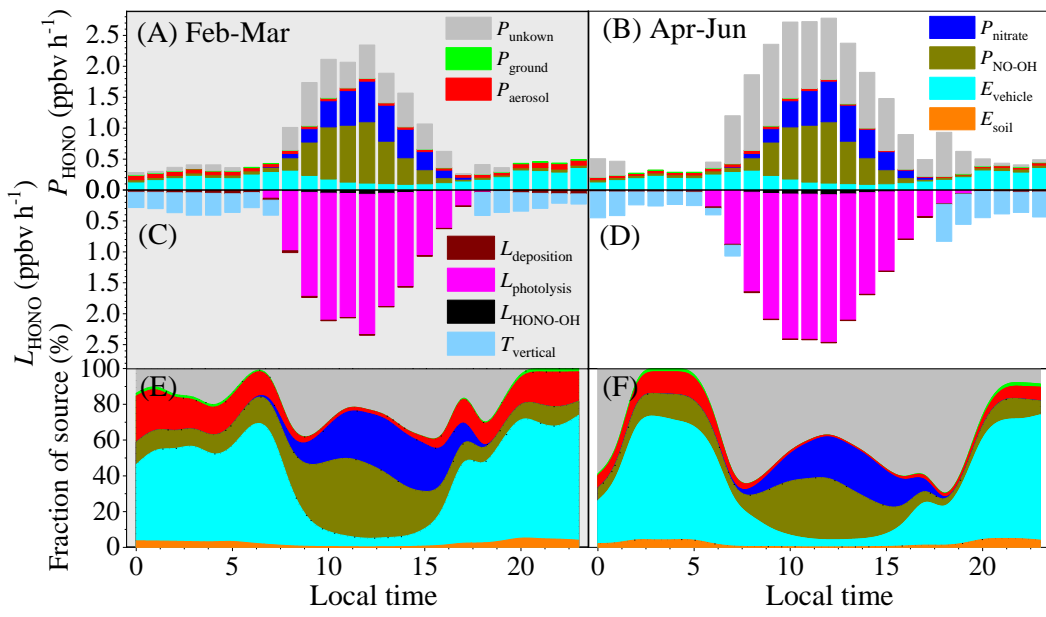 (A) Feb-Mar
P_unkown
P_ground
P_aerosol
(B) Apr-Jun
P_nitrate
P_NO-OH
E_vehicle
E_soil
P_HONO (ppbv h⁻¹)
2.5
2.0
1.5
1.0
0.5
0.0
(C)
L_deposition
L_photolysis
L_HONO-OH
T_vertical
(D)
L_HONO (ppbv h⁻¹)
0.5
1.0
1.5
2.0
2.5
(E)
(F)
Fraction of source (%)
100
80
60
40
20
0
0 5 10 15 20
0 5 10 15 20
Local time
Local time